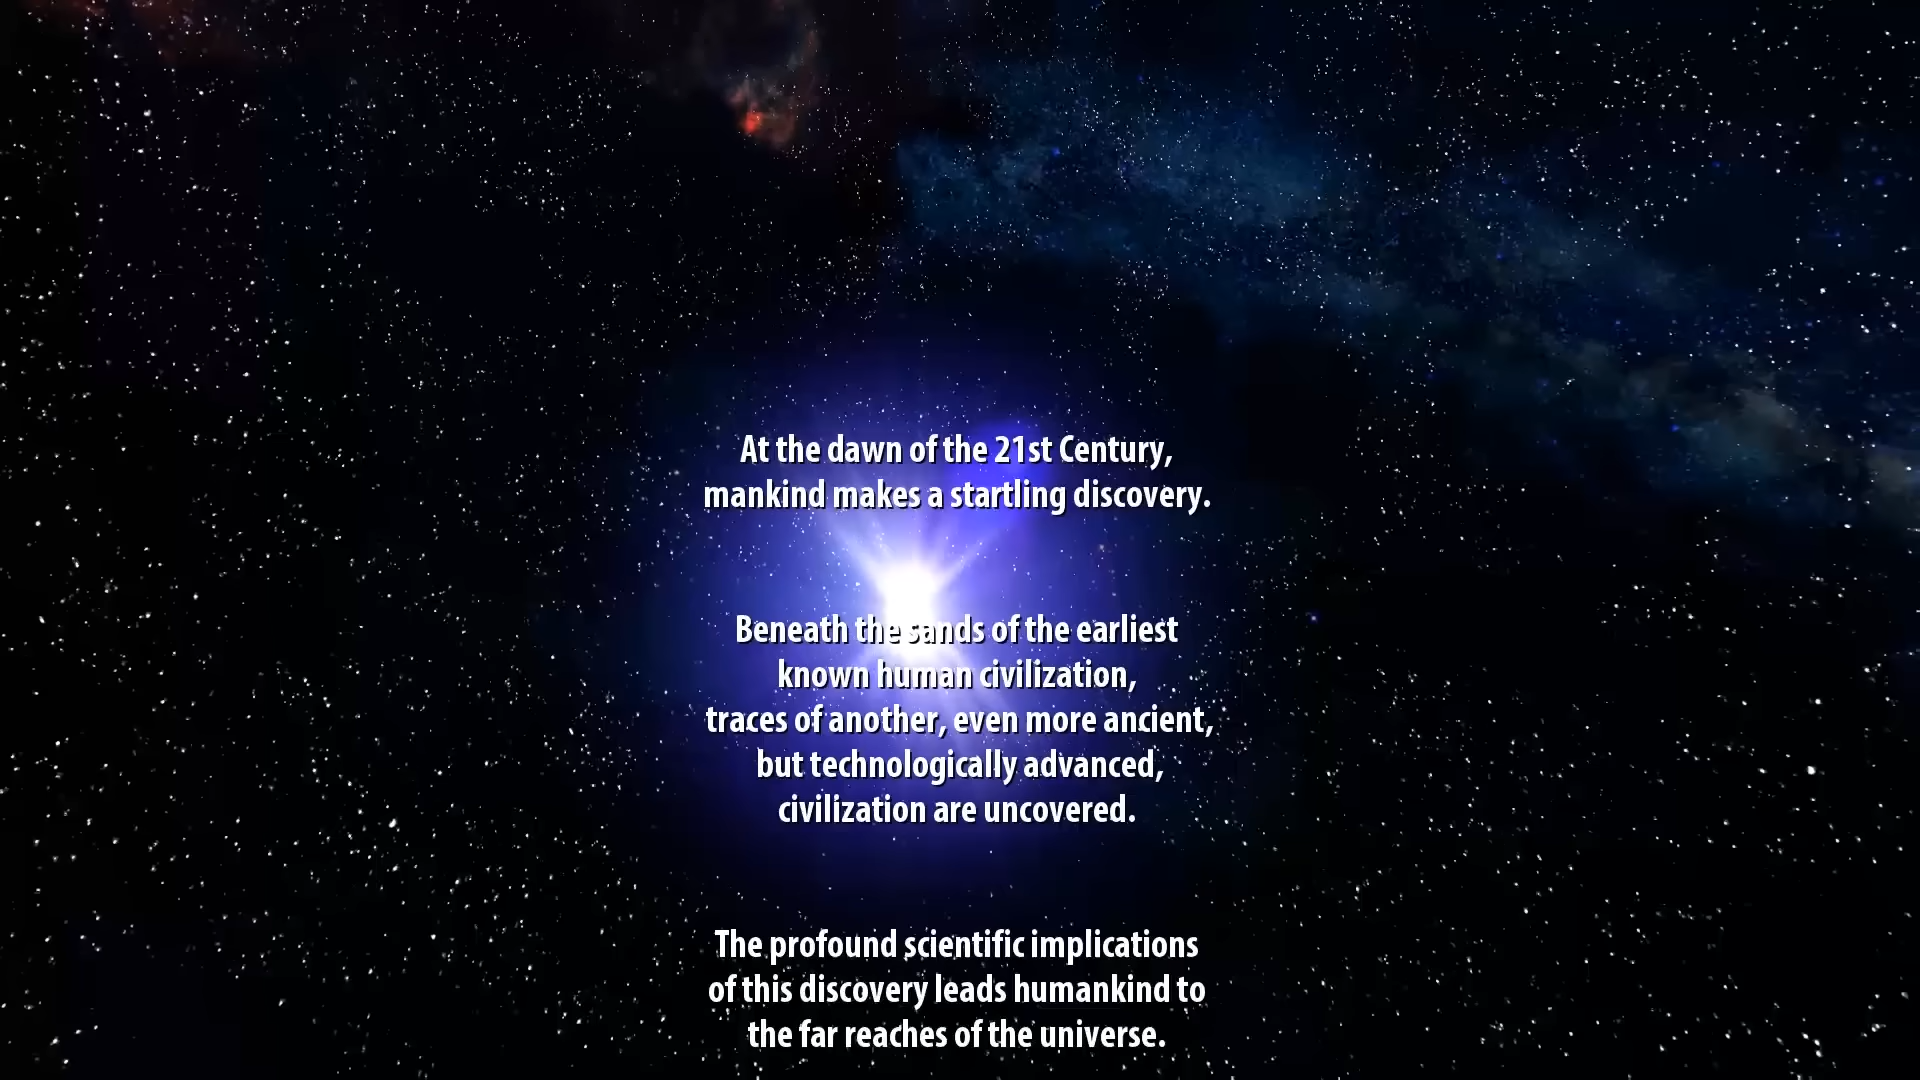 At the dawn of the 21st Century,
mankind makes a startling discovery.
Beneath the sands of the earliest
known human civilization,
traces of another, even more ancient,
but technologically advanced,
civilization are uncovered.
The profound scientific implications
of this discovery leads humankind to
the far reaches of the universe.